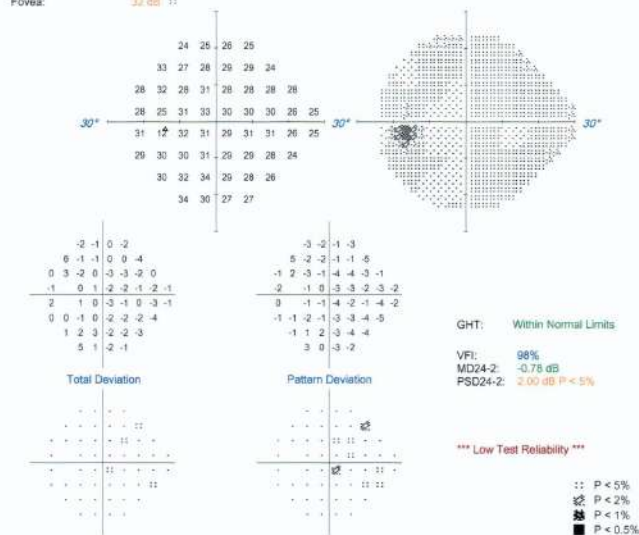 Fovea: 32 dB
24 25 26 25
33 27 28 29 29 24
28 32 28 31 28 28 28 28
28 25 31 33 30 30 30 26 25
30° 30° 30°
31 12 32 31 29 31 31 26 25
29 30 30 31 29 29 28 24
30 32 34 29 28 26
34 30 27 27
-2 -1 0 -2
6 -1 -1 0 0 -4
0 3 -2 0 -3 -3 -2 0
-1 0 1 -2 -2 -1 -2 -1
2 1 0 -3 -1 0 -3 -1
0 0 -1 0 -2 -2 -2 -4
1 2 3 -2 -2 -3
5 1 -2 -1
Total Deviation
-3 -2 -1 -3
5 -2 -2 -1 -1 -5
-1 2 -3 -1 -4 -4 -3 -1
-2 -1 0 -3 -3 -2 -3 -2
0 -1 -1 -4 -2 -1 -4 -2
-1 -1 -2 -1 -3 -3 -4 -5
-1 1 2 -3 -3 -4
3 0 -3 -2
Pattern Deviation
GHT: Within Normal Limits
VFI: 98%
MD24-2: -0.78 dB
PSD24-2: 2.00 dB P < 5%
*** Low Test Reliability ***
P < 5%
P < 2%
P < 1%
P < 0.5%